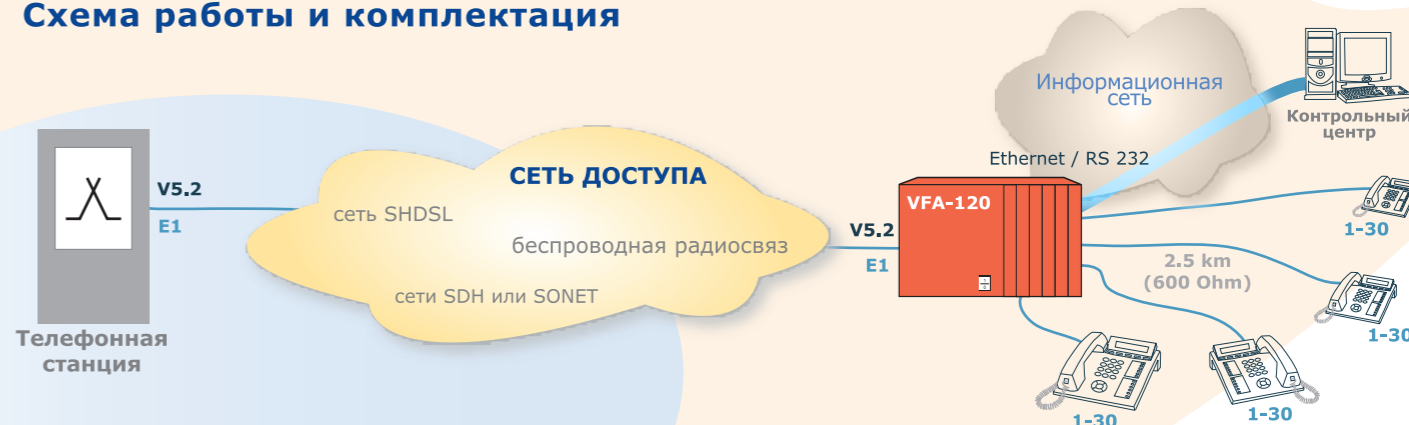 Схема работы и комплектация
Информационная
сеть
Контрольный
центр
Ethernet / RS 232
СЕТЬ ДОСТУПА
V5.2
E1
сеть SHDSL
беспроводная радиосвяз
сети SDH или SONET
V5.2
E1
VFA-120
1-30
2.5 km
(600 Ohm)
1-30
Телефонная
станция
1-30
1-30